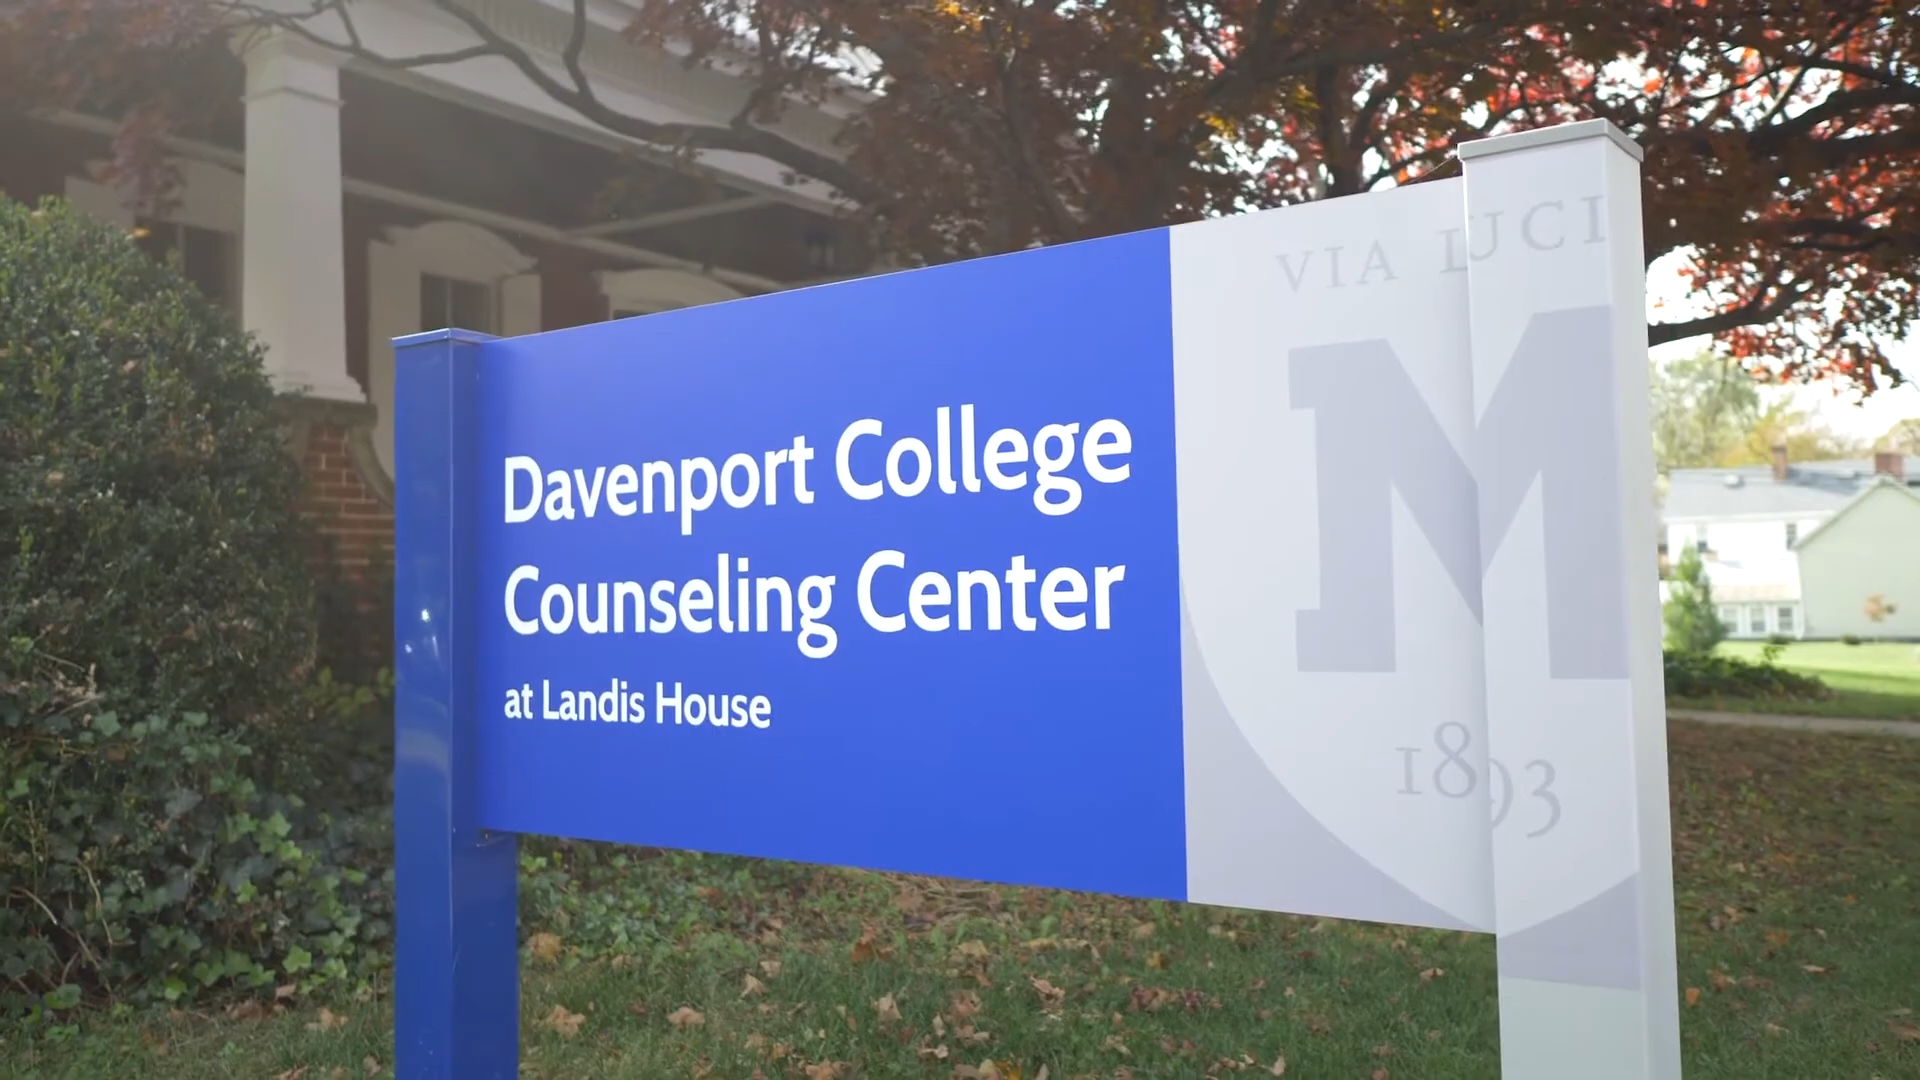 Davenport College
Counseling Center
at Landis House
VIA LUCI
M
1893